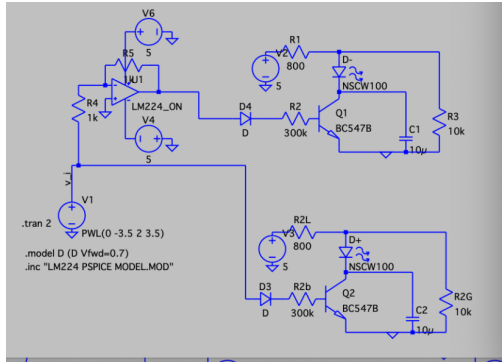 V6
5
R5
U1
LM224_ON
R4
1k
V4
5
V1
v_i
.tran 2
PWL(0 -3.5 2 3.5)
.model D (D Vfwd=0.7)
.inc "LM224 PSPICE MODEL.MOD"
R1
800
V2
5
D-
NSCW100
D4
D
R2
300k
Q1
BC547B
C1
10µ
R3
10k
R2L
800
V3
5
D+
NSCW100
D3
D
R2b
300k
Q2
BC547B
C2
10µ
R2G
10k